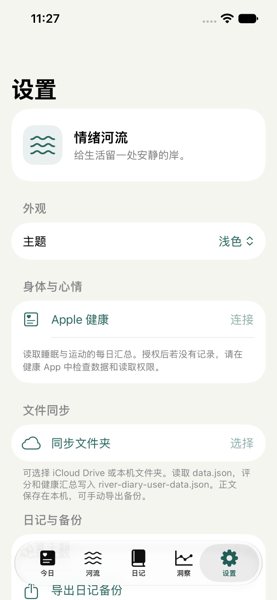 11:27
设置
情绪河流
给生活留一处安静的岸。
外观
主题
浅色
身体与心情
Apple 健康
连接
读取睡眠与运动的每日汇总。授权后若没有记录，请在
健康 App 中检查数据和读取权限。
文件同步
同步文件夹
选择
可选择 iCloud Drive 或本机文件夹。读取 data.json，评
分和健康汇总写入 river-diary-user-data.json。正文
保存在本机，可手动导出备份。
日记与备份
今日
河流
日记
洞察
设置
导出日记备份